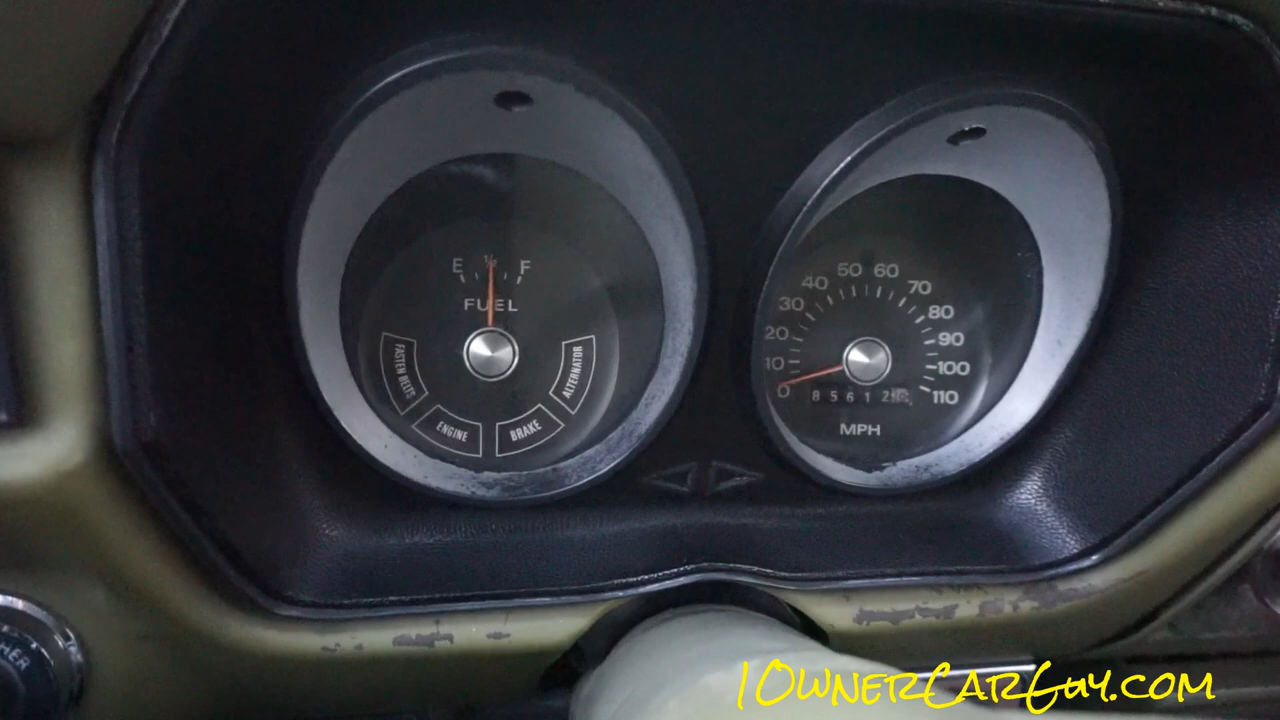 E ½ F
FUEL
FASTEN BELTS
ENGINE
BRAKE
ALTERNATOR
0 10 20 30 40 50 60 70 80 90 100 110
8 5 6 1 2
MPH
1OwnerCarGuy.com